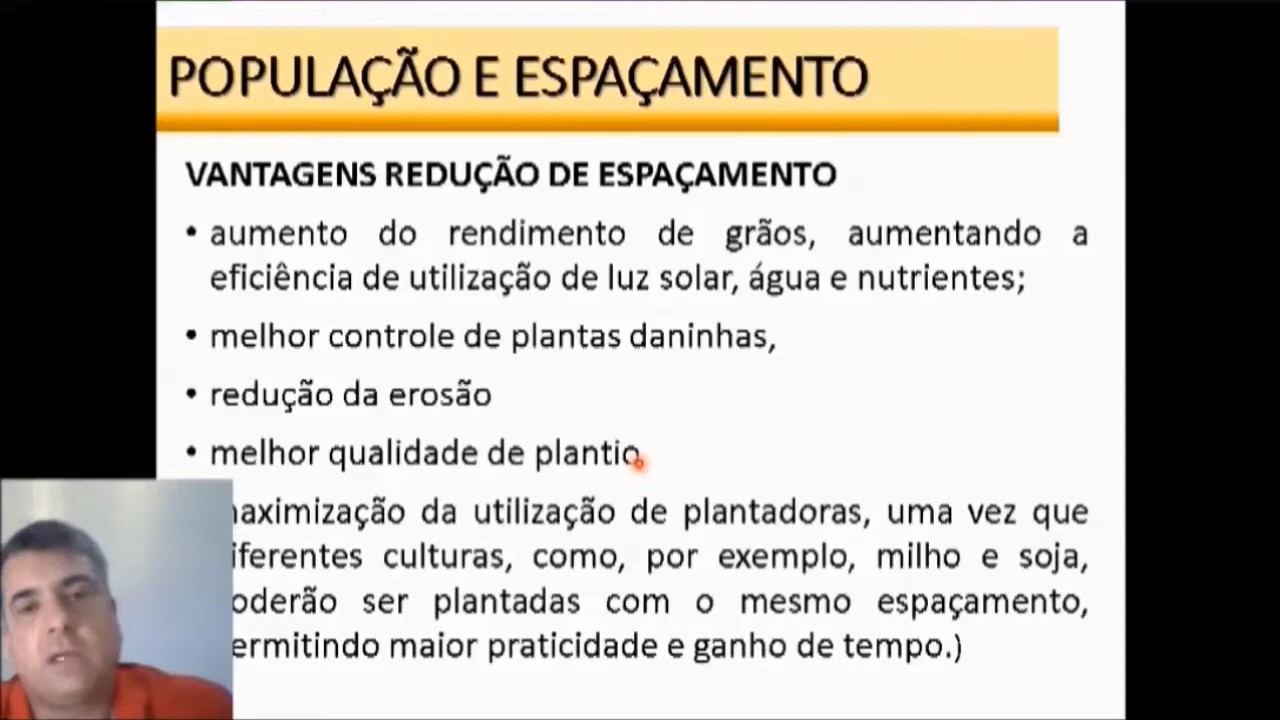 POPULAÇÃO E ESPAÇAMENTO
VANTAGENS REDUÇÃO DE ESPAÇAMENTO
• aumento do rendimento de grãos, aumentando a
eficiência de utilização de luz solar, água e nutrientes;
• melhor controle de plantas daninhas,
• redução da erosão
• melhor qualidade de plantio
aximização da utilização de plantadoras, uma vez que
iferentes culturas, como, por exemplo, milho e soja,
oderão ser plantadas com o mesmo espaçamento,
ermitindo maior praticidade e ganho de tempo.)